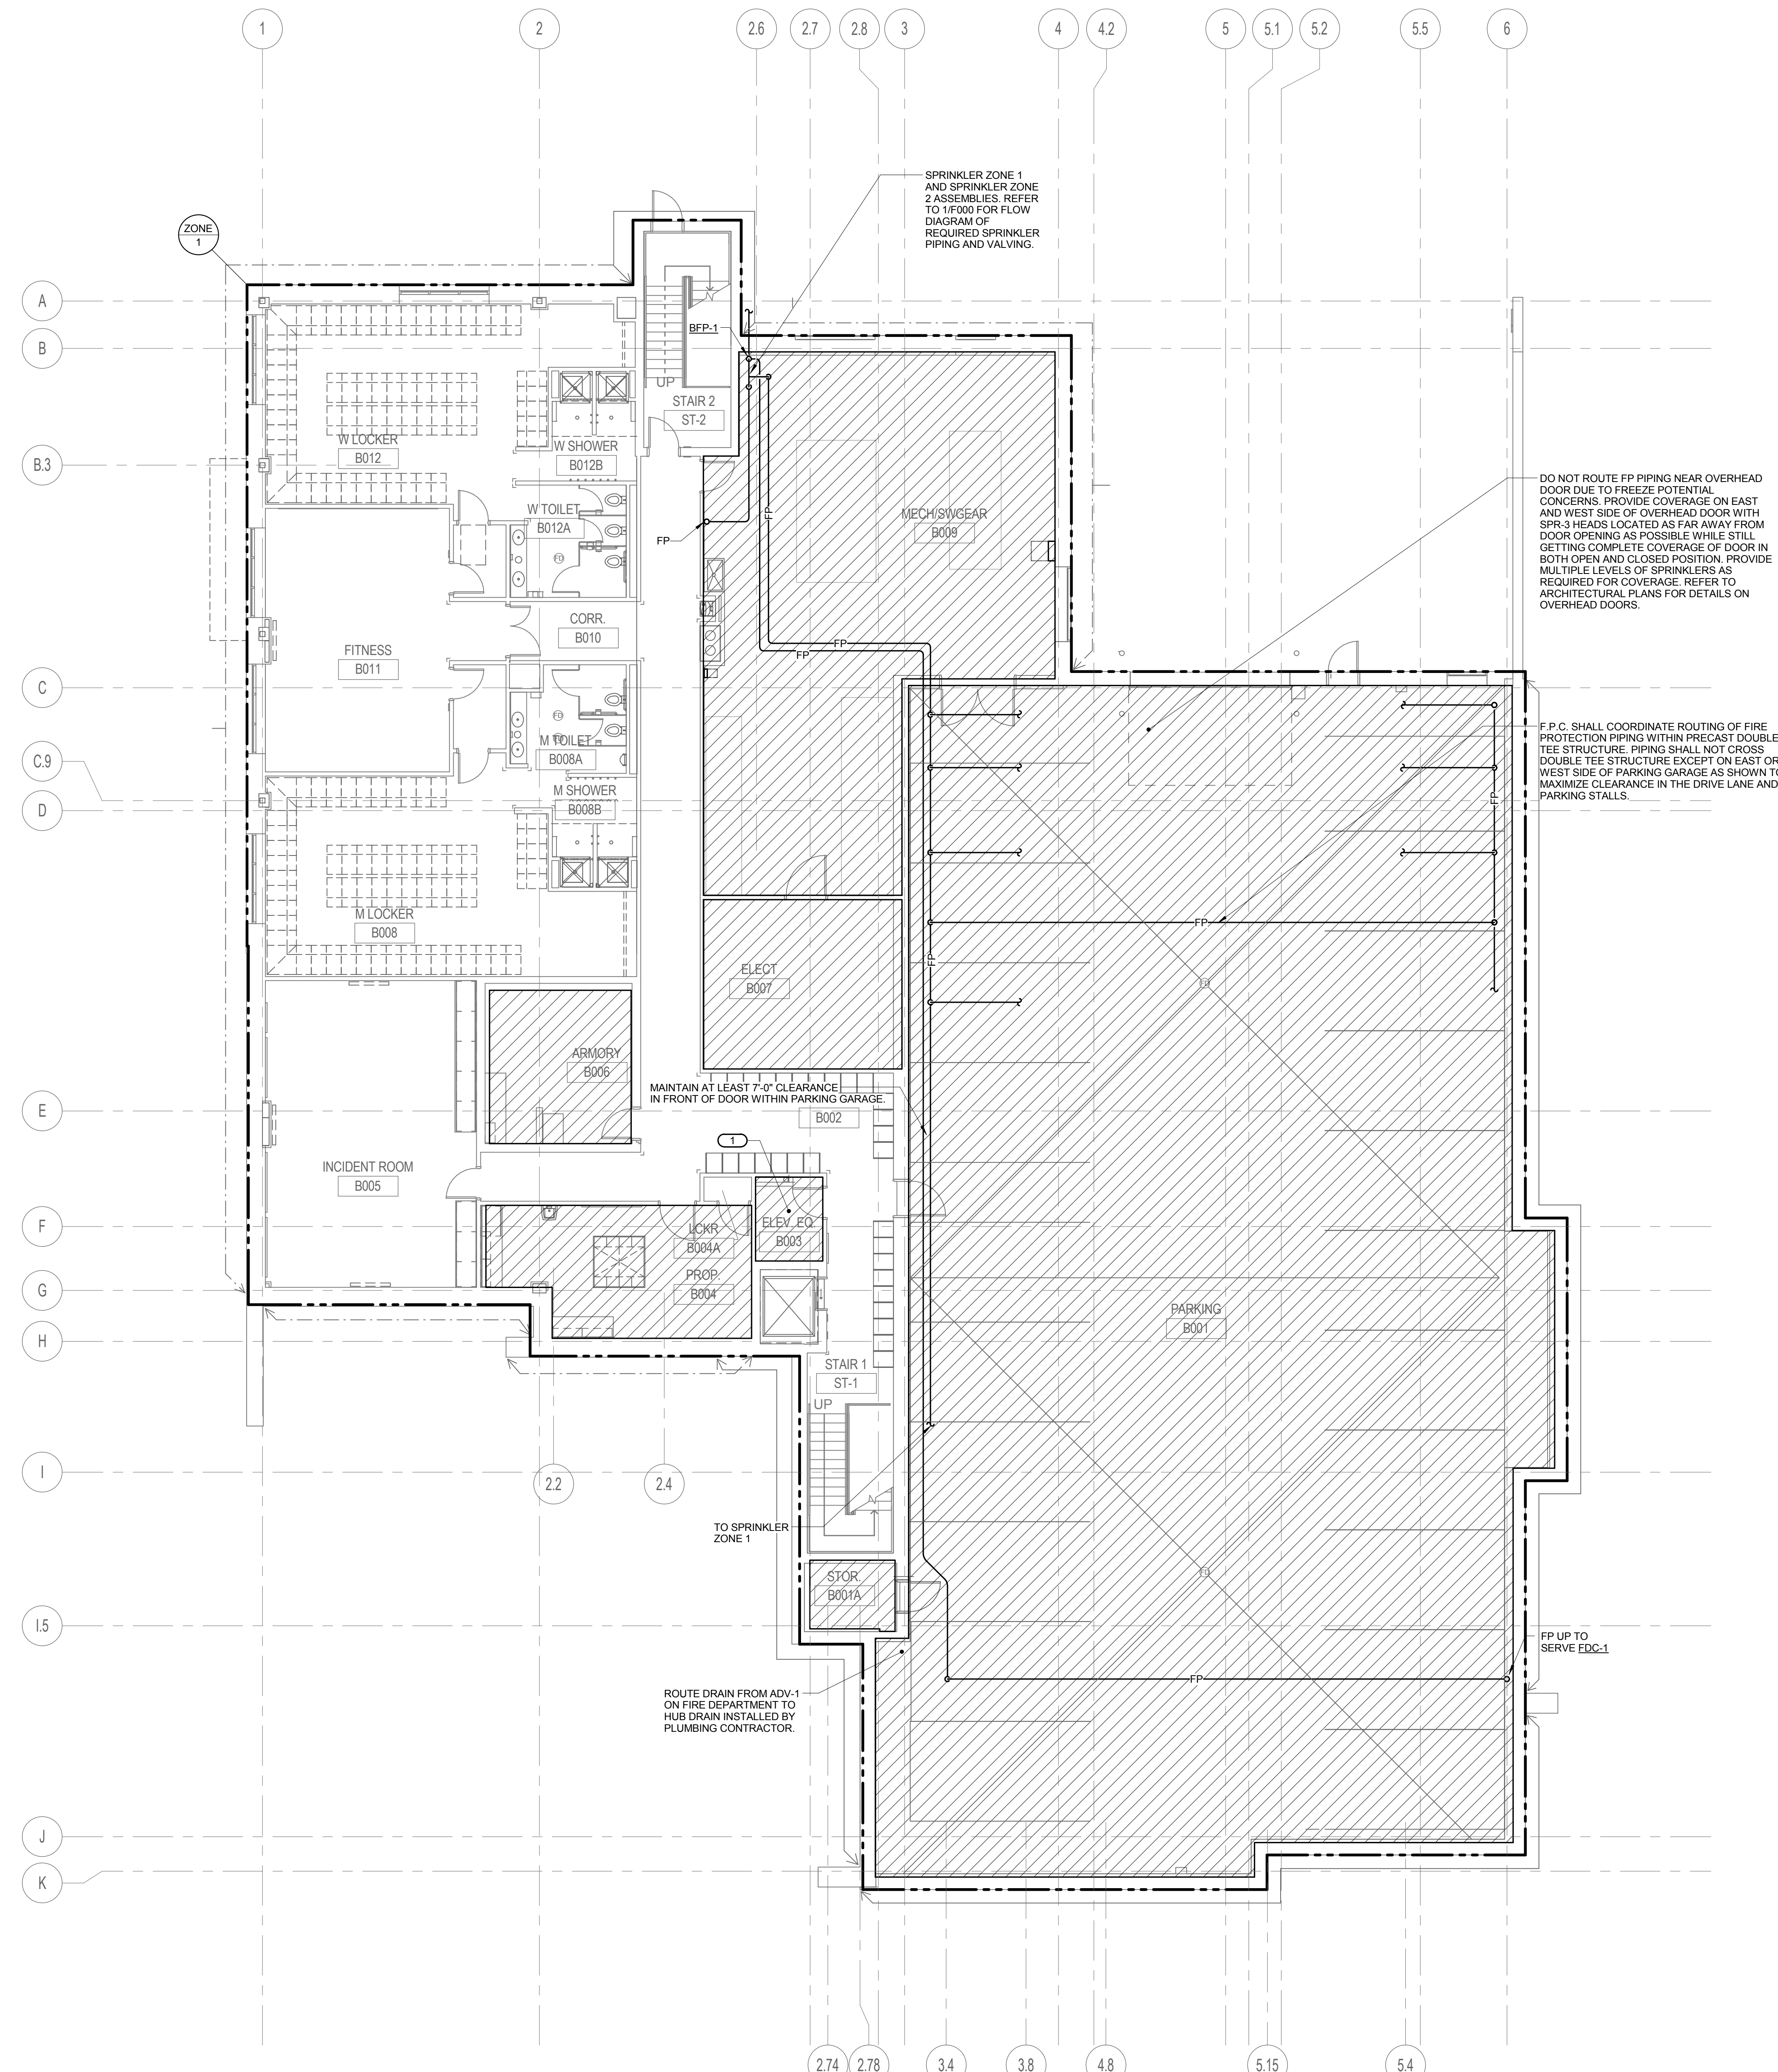 1
2
2.6
2.7
2.8
3
4
4.2
5
5.1
5.2
5.5
6
SPRINKLER ZONE 1
AND SPRINKLER ZONE
2 ASSEMBLIES. REFER
TO 1/F000 FOR FLOW
DIAGRAM OF
REQUIRED SPRINKLER
PIPING AND VALVING.
ZONE
1
A
B
BFP-1
UP
STAIR 2
ST-2
W LOCKER
B012
W SHOWER
B012B
B.3
DO NOT ROUTE FP PIPING NEAR OVERHEAD
DOOR DUE TO FREEZE POTENTIAL
CONCERNS. PROVIDE COVERAGE ON EAST
AND WEST SIDE OF OVERHEAD DOOR WITH
SPR-3 HEADS LOCATED AS FAR AWAY FROM
DOOR OPENING AS POSSIBLE WHILE STILL
GETTING COMPLETE COVERAGE OF DOOR IN
BOTH OPEN AND CLOSED POSITION. PROVIDE
MULTIPLE LEVELS OF SPRINKLERS AS
REQUIRED FOR COVERAGE. REFER TO
ARCHITECTURAL PLANS FOR DETAILS ON
OVERHEAD DOORS.
W TOILET
B012A
FD
FP
FP
MECH/SWGEAR
B009
CORR.
B010
FITNESS
B011
FP
FP
C
FD
M TOILET
B008A
F.P.C. SHALL COORDINATE ROUTING OF FIRE
PROTECTION PIPING WITHIN PRECAST DOUBLE
TEE STRUCTURE. PIPING SHALL NOT CROSS
DOUBLE TEE STRUCTURE EXCEPT ON EAST OR
WEST SIDE OF PARKING GARAGE AS SHOWN TO
MAXIMIZE CLEARANCE IN THE DRIVE LANE AND
PARKING STALLS.
C.9
M SHOWER
B008B
D
FP
M LOCKER
B008
FP
FP
ELECT
B007
FD
ARMORY
B006
MAINTAIN AT LEAST 7'-0" CLEARANCE
IN FRONT OF DOOR WITHIN PARKING GARAGE.
E
B002
1
INCIDENT ROOM
B005
F
LCKR
B004A
ELEV. EQ.
B003
G
PROP.
B004
PARKING
B001
H
STAIR 1
ST-1
UP
I
2.2
2.4
TO SPRINKLER
ZONE 1
FD
STOR.
B001A
I.5
FP UP TO
SERVE FDC-1
FP
ROUTE DRAIN FROM ADV-1
ON FIRE DEPARTMENT TO
HUB DRAIN INSTALLED BY
PLUMBING CONTRACTOR.
J
K
2.74
2.78
3.4
3.8
4.8
5.15
5.4